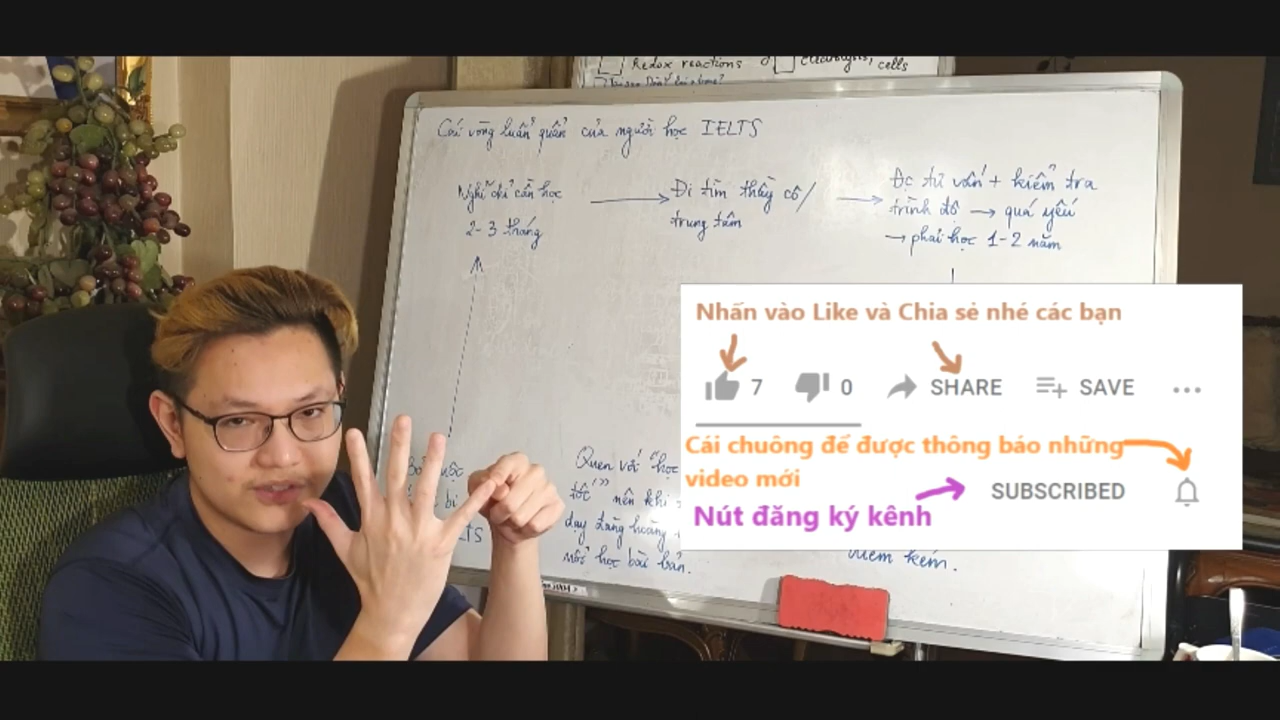 Redox reactions
cells
Cái vòng luẩn quẩn của người học IELTS
Nghĩ chỉ cần học
2-3 tháng
Đi tìm thầy cô/
trung tâm
Đc tư vấn + kiểm tra
trình độ → quá yếu
→ phải học 1-2 năm
Nhấn vào Like và Chia sẻ nhé các bạn
7
0
SHARE
SAVE
Cái chuông để được thông báo những
video mới
SUBSCRIBED
Nút đăng ký kênh
Quen với "học
tốc" nên khi
dạy đàng hoàng
nổi học bài bản.
kém.